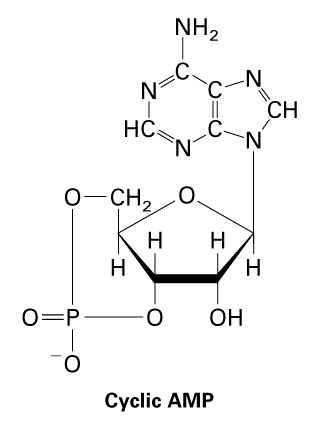 NH₂
C
N C N
HC C CH
N N
O CH₂ O
H H
H H
O=P O OH
⁻O
Cyclic AMP